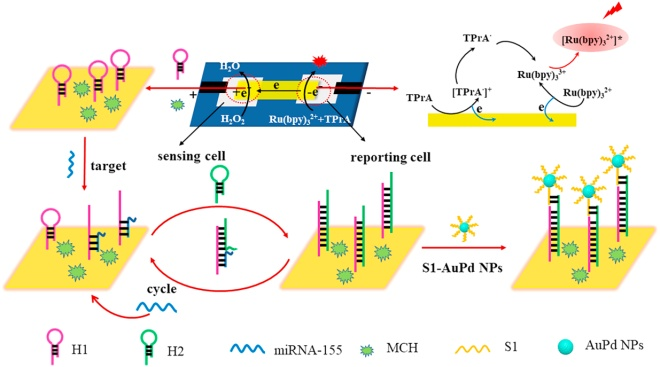 TPrA·
[Ru(bpy)₃²⁺]*
H₂O
Ru(bpy)₃³⁺
e
+
+e
-e
-
TPrA
[TPrA·]⁺
Ru(bpy)₃²⁺
e
e
H₂O₂
Ru(bpy)₃²⁺+TPrA
sensing cell
reporting cell
target
S1-AuPd NPs
cycle
H1
H2
miRNA-155
MCH
S1
AuPd NPs